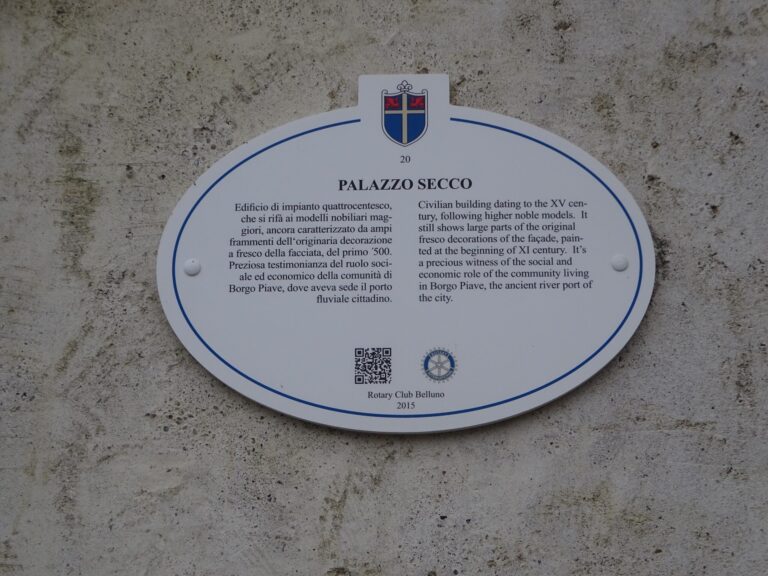 20
PALAZZO SECCO
Edificio di impianto quattrocentesco,
che si rifà ai modelli nobiliari mag-
giori, ancora caratterizzato da ampi
frammenti dell'originaria decorazione
a fresco della facciata, del primo '500.
Preziosa testimonianza del ruolo soci-
ale ed economico della comunità di
Borgo Piave, dove aveva sede il porto
fluviale cittadino.
Civilian building dating to the XV cen-
tury, following higher noble models. It
still shows large parts of the original
fresco decorations of the façade, pain-
ted at the beginning of XI century. It's
a precious witness of the social and
economic role of the community living
in Borgo Piave, the ancient river port of
the city.
Rotary Club Belluno
2015